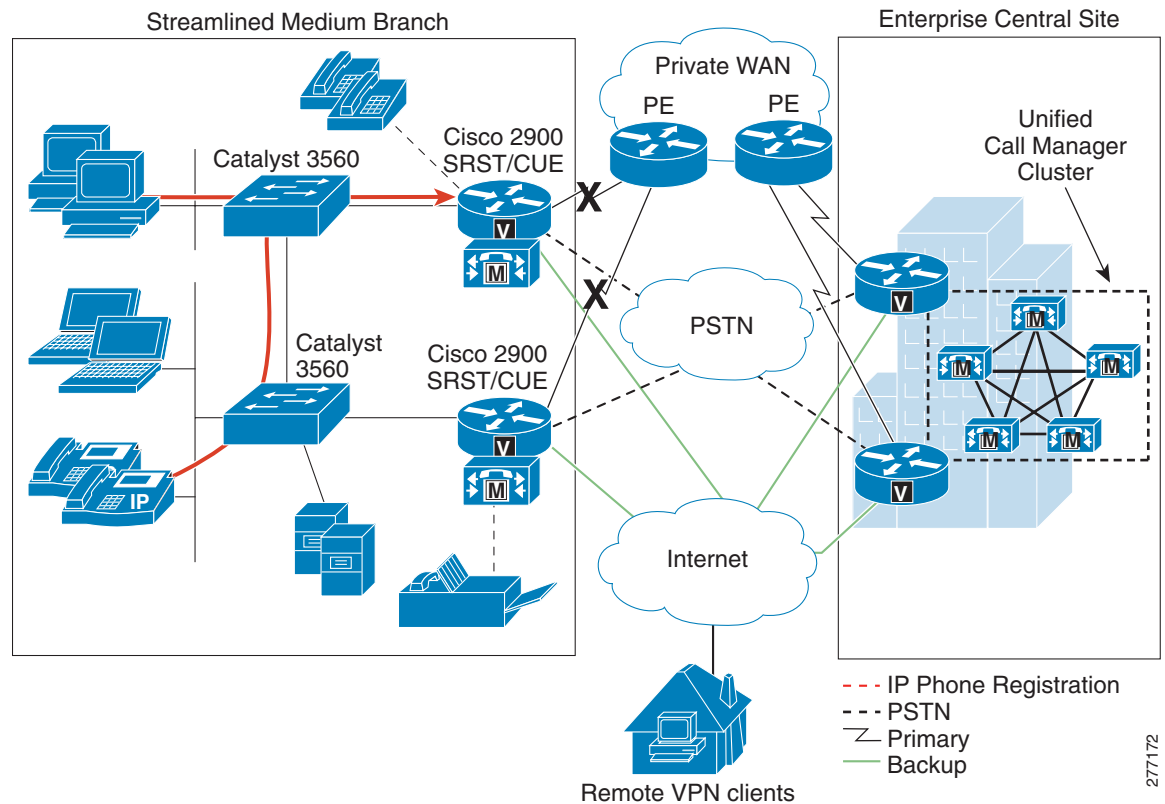 Streamlined Medium Branch
Enterprise Central Site
Private WAN
PE
PE
Unified
Call Manager
Cluster
Cisco 2900
SRST/CUE
Catalyst 3560
X
V
M
X
V
PSTN
M
M
M
M
M
Catalyst
3560
Cisco 2900
SRST/CUE
V
M
V
IP
Internet
Remote VPN clients
IP Phone Registration
PSTN
Primary
Backup
277172